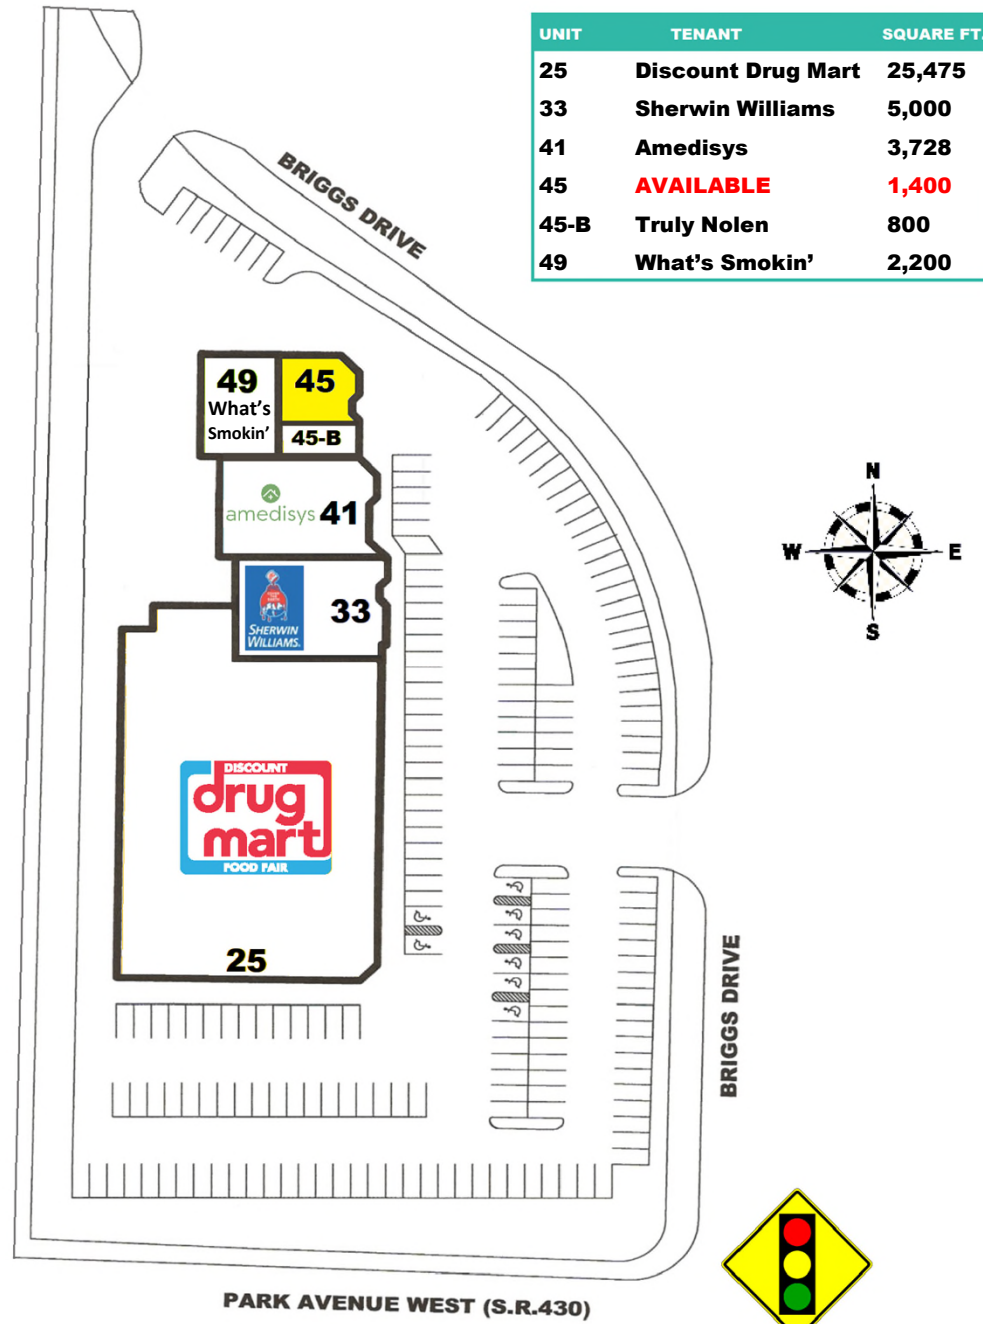 UNIT TENANT SQUARE FT.
25 Discount Drug Mart 25,475
33 Sherwin Williams 5,000
41 Amedisys 3,728
45 AVAILABLE 1,400
45-B Truly Nolen 800
49 What's Smokin' 2,200
BRIGGS DRIVE
49
What's
Smokin'
45
45-B
amedisys 41
SHERWIN
WILLIAMS.
33
DISCOUNT
drug
mart
FOOD FAIR
25
N
W E
S
BRIGGS DRIVE
PARK AVENUE WEST (S.R.430)